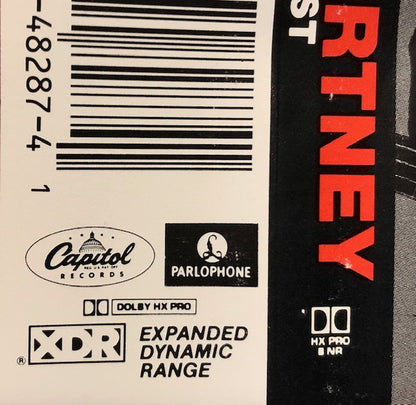 -48287-4 1
RTNEY
ST
Capitol
RECORDS
PARLOPHONE
DOLBY HX PRO
XDR
®
EXPANDED
DYNAMIC
RANGE
HX PRO
B NR